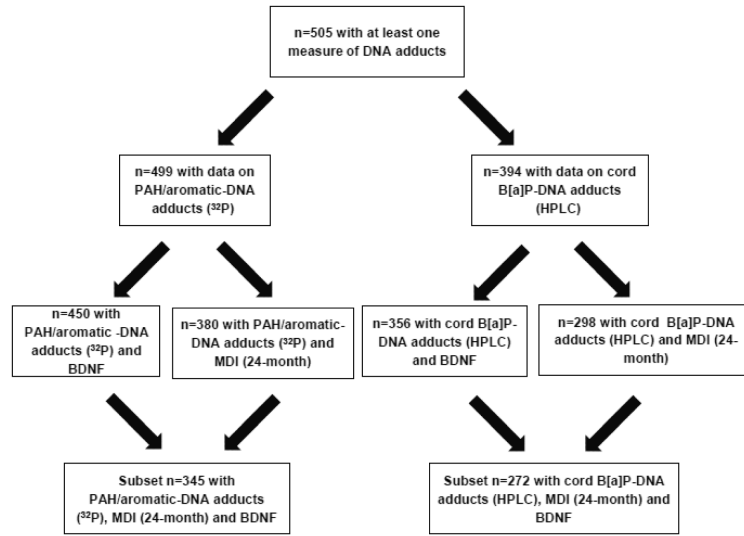 n=505 with at least one
measure of DNA adducts
n=499 with data on
PAH/aromatic-DNA
adducts (³²P)
n=394 with data on cord
B[a]P-DNA adducts
(HPLC)
n=450 with
PAH/aromatic -DNA
adducts (³²P) and
BDNF
n=380 with PAH/aromatic-
DNA adducts (³²P) and
MDI (24-month)
n=356 with cord B[a]P-
DNA adducts (HPLC)
and BDNF
n=298 with cord B[a]P-DNA
adducts (HPLC) and MDI (24-
month)
Subset n=345 with
PAH/aromatic-DNA adducts
(³²P), MDI (24-month) and BDNF
Subset n=272 with cord B[a]P-DNA
adducts (HPLC), MDI (24-month) and
BDNF